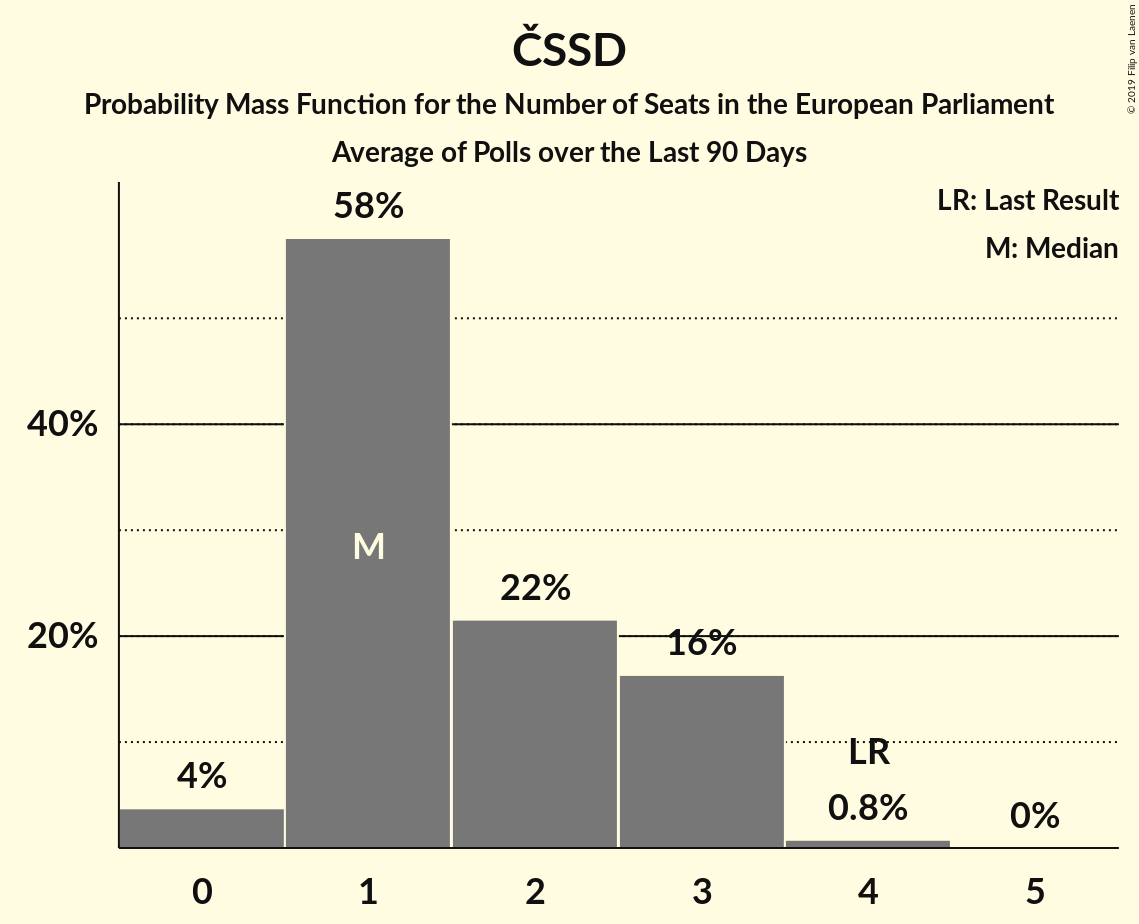 ČSSD
Probability Mass Function for the Number of Seats in the European Parliament
Average of Polls over the Last 90 Days
© 2019 Filip van Laenen
LR: Last Result
M: Median
58%
40%
M
22%
20%
16%
LR
4%
0.8%
0%
0 1 2 3 4 5